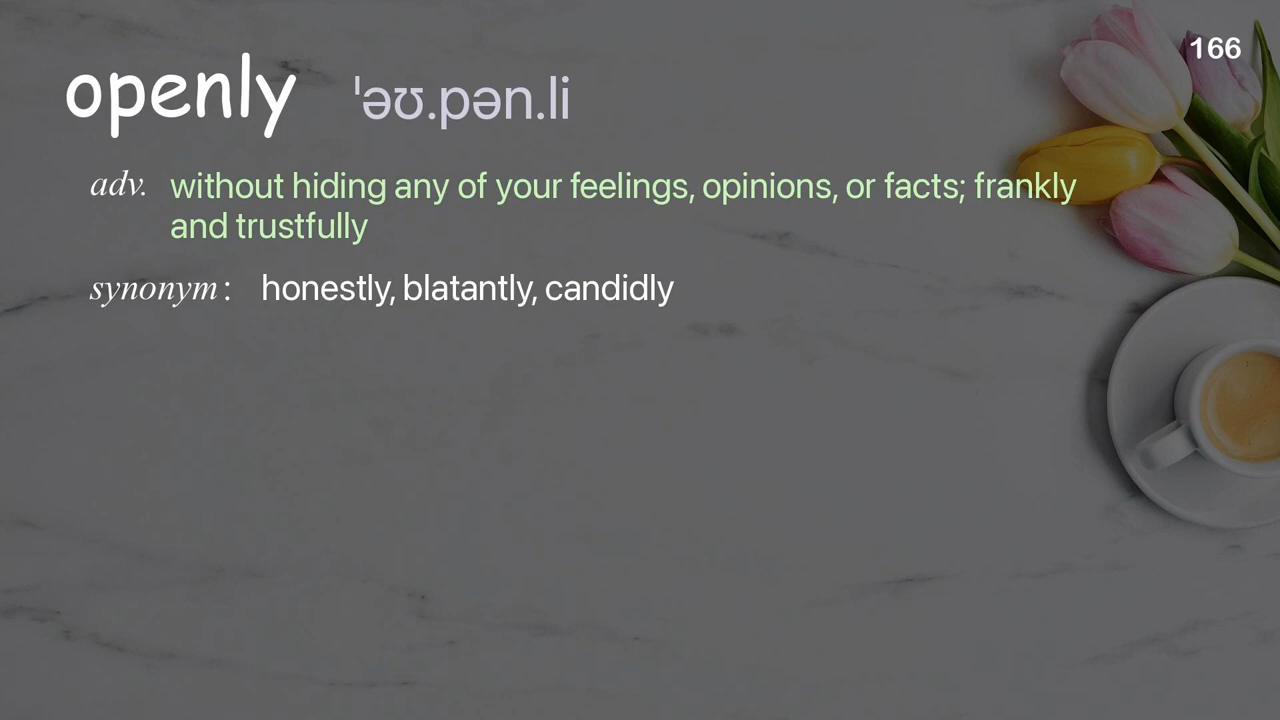 166
openly ˈəʊ.pən.li
adv. without hiding any of your feelings, opinions, or facts; frankly
and trustfully
synonym : honestly, blatantly, candidly